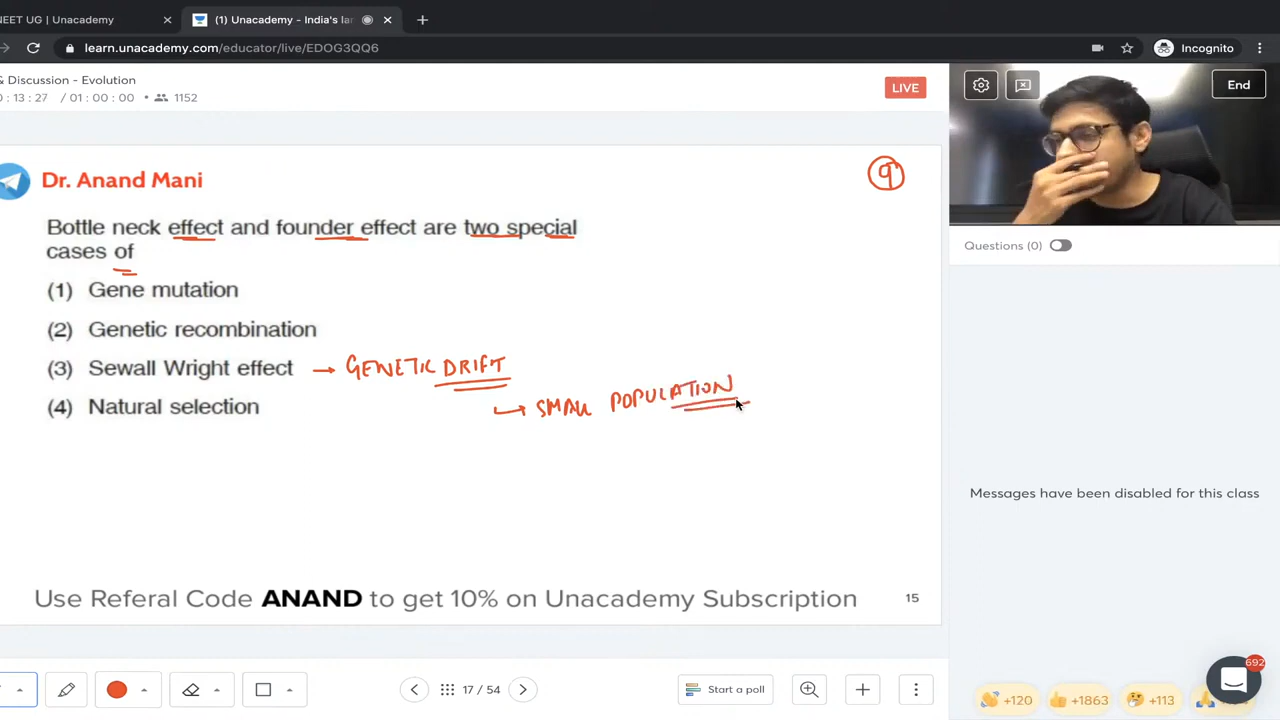 NEET UG | Unacademy
(1) Unacademy - India's lar
learn.unacademy.com/educator/live/EDOG3QQ6
Incognito
& Discussion - Evolution
0 : 13 : 27 / 01 : 00 : 00 • 1152
LIVE
End
Dr. Anand Mani
9
Bottle neck effect and founder effect are two special
cases of
(1) Gene mutation
(2) Genetic recombination
(3) Sewall Wright effect → GENETIC DRIFT
SMALL POPULATION
(4) Natural selection
Use Referal Code ANAND to get 10% on Unacademy Subscription
15
Questions (0)
Messages have been disabled for this class
17 / 54
Start a poll
692
+120
+1863
+113